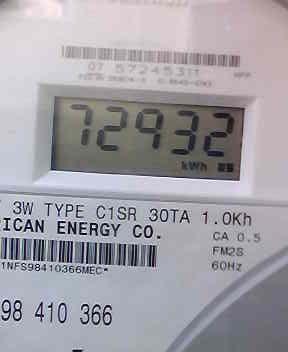 07 57245311
72932
kWh
3W TYPE C1SR 30TA 1.0Kh
RICAN ENERGY CO. CA 0.5
FM2S
1NFS98410366MEC* 60Hz
98 410 366